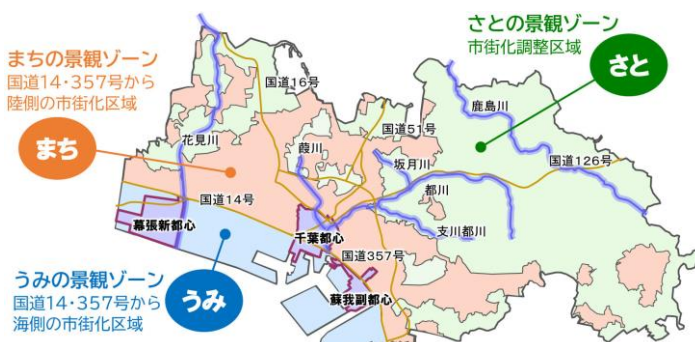 まちの景観ゾーン
国道14・357号から
陸側の市街化区域
まち
さとの景観ゾーン
市街化調整区域
さと
国道16号
鹿島川
国道51号
花見川
葭川
坂月川
国道126号
都川
国道14号
支川都川
幕張新都心
千葉都心
国道357号
うみの景観ゾーン
国道14・357号から
海側の市街化区域
うみ
蘇我副都心